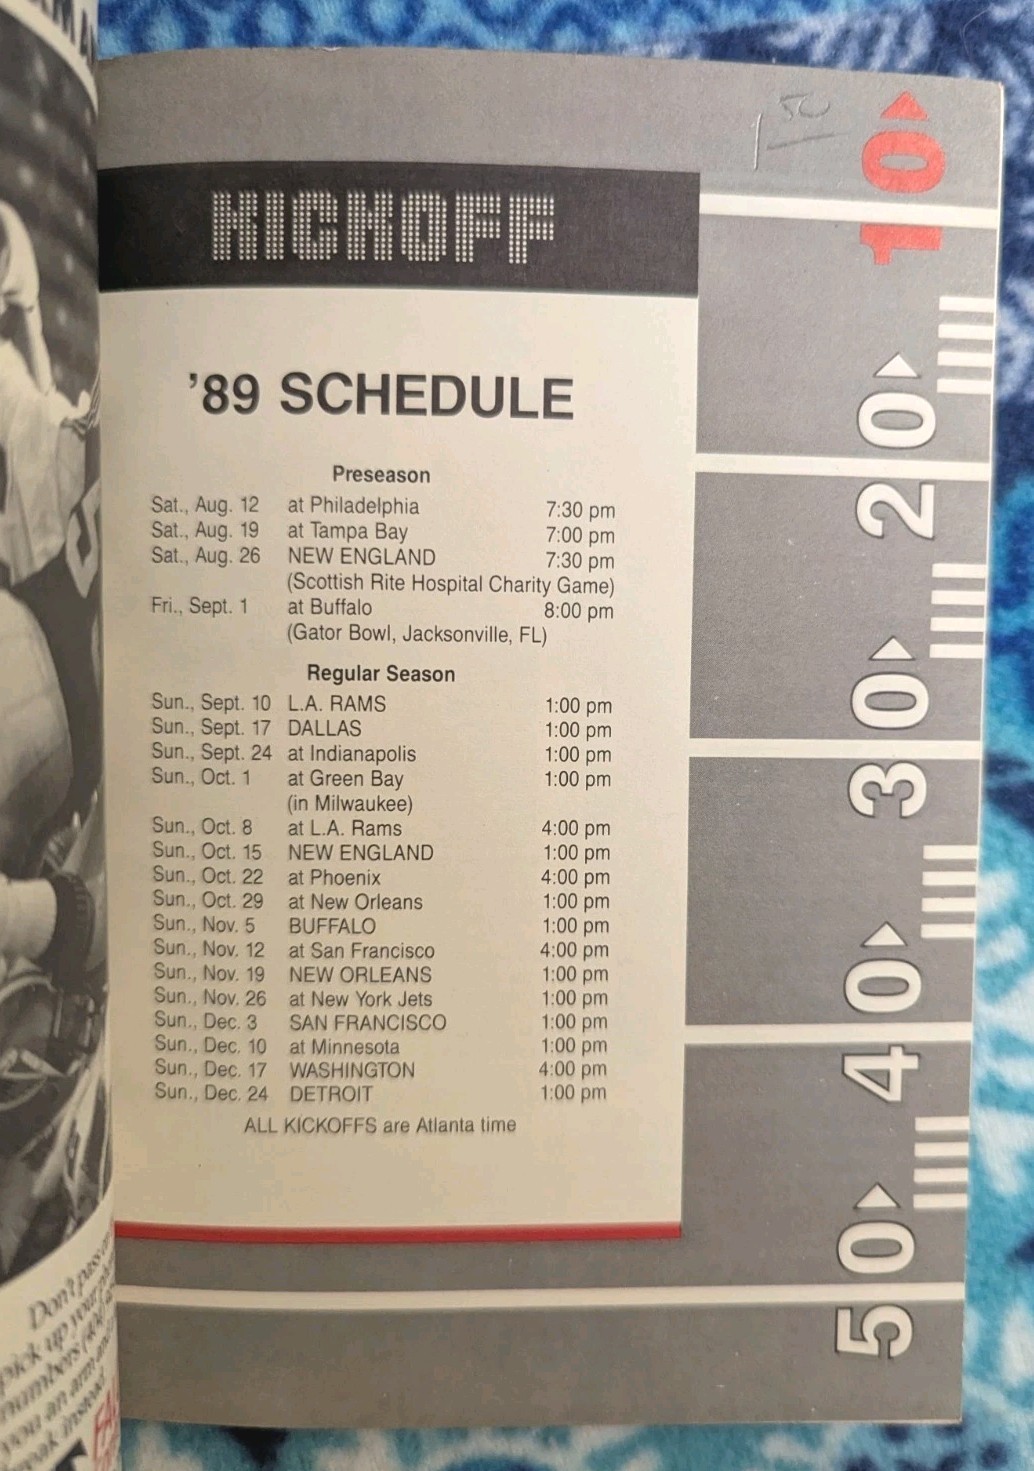 KICKOFF
'89 SCHEDULE
Preseason
Sat., Aug. 12 at Philadelphia 7:30 pm
Sat., Aug. 19 at Tampa Bay 7:00 pm
Sat., Aug. 26 NEW ENGLAND 7:30 pm
(Scottish Rite Hospital Charity Game)
Fri., Sept. 1 at Buffalo 8:00 pm
(Gator Bowl, Jacksonville, FL)
Regular Season
Sun., Sept. 10 L.A. RAMS 1:00 pm
Sun., Sept. 17 DALLAS 1:00 pm
Sun., Sept. 24 at Indianapolis 1:00 pm
Sun., Oct. 1 at Green Bay 1:00 pm
(in Milwaukee)
Sun., Oct. 8 at L.A. Rams 4:00 pm
Sun., Oct. 15 NEW ENGLAND 1:00 pm
Sun., Oct. 22 at Phoenix 4:00 pm
Sun., Oct. 29 at New Orleans 1:00 pm
Sun., Nov. 5 BUFFALO 1:00 pm
Sun., Nov. 12 at San Francisco 4:00 pm
Sun., Nov. 19 NEW ORLEANS 1:00 pm
Sun., Nov. 26 at New York Jets 1:00 pm
Sun., Dec. 3 SAN FRANCISCO 1:00 pm
Sun., Dec. 10 at Minnesota 1:00 pm
Sun., Dec. 17 WASHINGTON 4:00 pm
Sun., Dec. 24 DETROIT 1:00 pm
ALL KICKOFFS are Atlanta time
10
20
30
40
50
Don't pass
pick up your
numbers (404)
you an arm and
break instead.